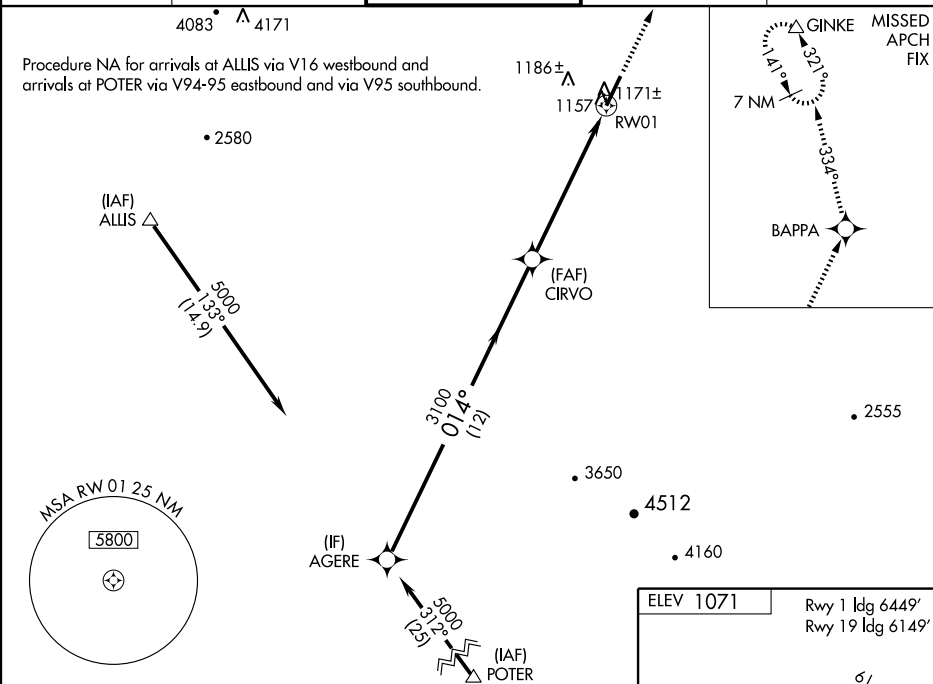 4083
4171
Procedure NA for arrivals at ALLIS via V16 westbound and
arrivals at POTER via V94-95 eastbound and via V95 southbound.
2580
1186±
1171±
1157
RW01
GINKE
MISSED
APCH
FIX
321°
141°
7 NM
334°
BAPPA
(IAF)
ALLIS
5000
133°
(14.9)
(FAF)
CIRVO
3100
014°
(12)
2555
3650
4512
4160
MSA RW 01 25 NM
5800
(IF)
AGERE
5000
312°
(25)
(IAF)
POTER
ELEV 1071
Rwy 1 ldg 6449'
Rwy 19 ldg 6149'